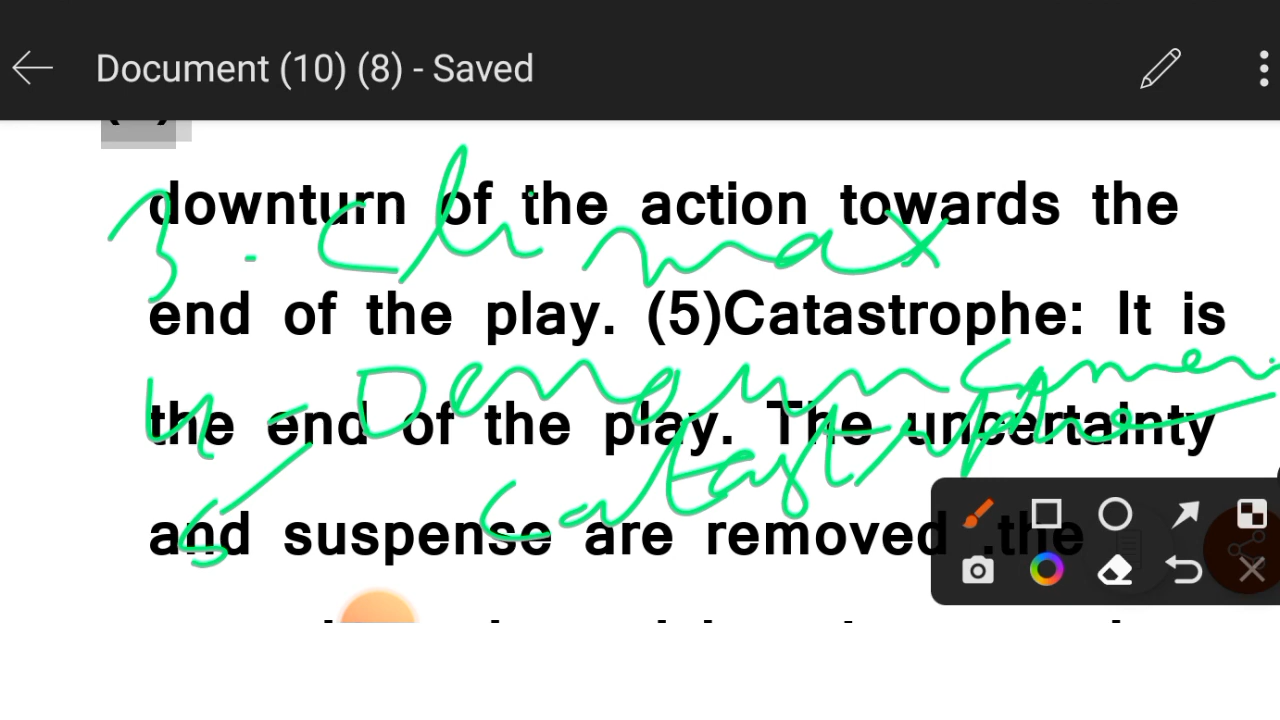 Document (10) (8) - Saved
downturn of the action towards the
3. Climax
end of the play. (5)Catastrophe: It is
4-
the end of the play. The uncertainty
5 catastrophe
and suspense are removed .the